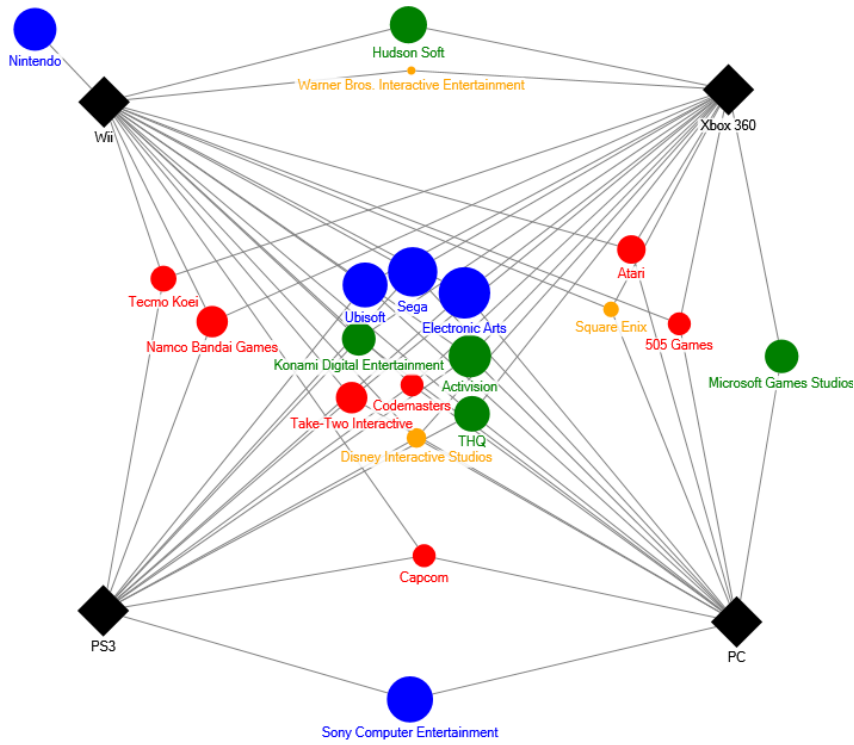 Nintendo
Hudson Soft
Warner Bros. Interactive Entertainment
Wii
Xbox 360
Tecmo Koei
Atari
Sega
Ubisoft
Electronic Arts
Square Enix
Namco Bandai Games
505 Games
Konami Digital Entertainment
Activision
Microsoft Games Studios
Codemasters
Take-Two Interactive
THQ
Disney Interactive Studios
Capcom
PS3
PC
Sony Computer Entertainment